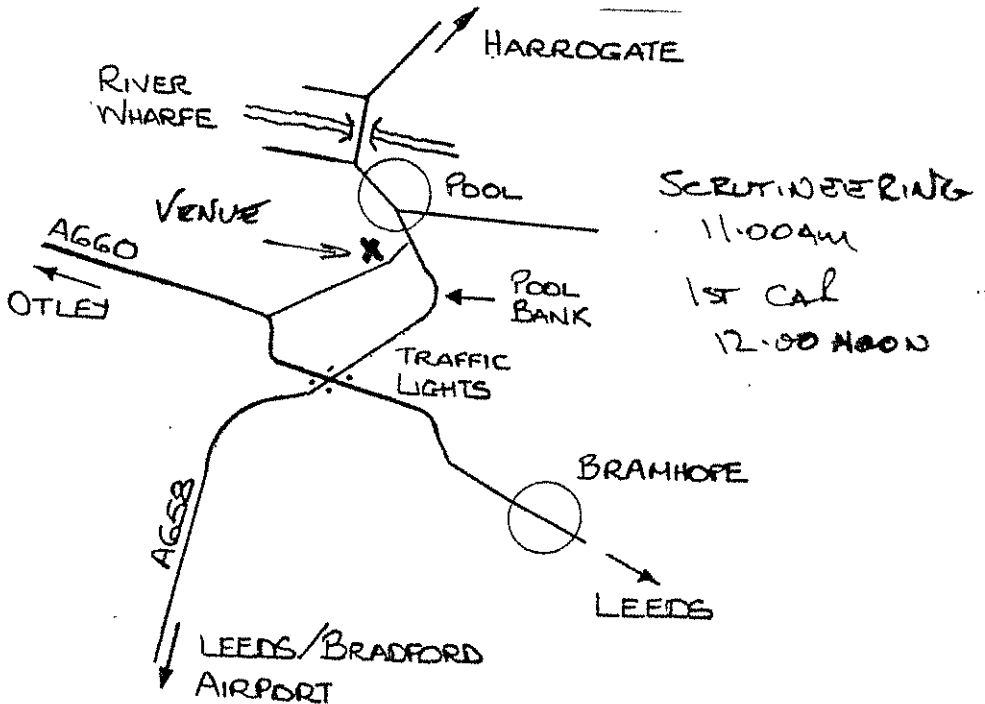 HARROGATE
RIVER
WHARFE
POOL
SCRUTINEERING
11.00AM
1ST CAR
12.00 NOON
VENUE
X
A660
OTLEY
POOL
BANK
TRAFFIC
LIGHTS
BRAMHOPE
A658
LEEDS
LEEDS/BRADFORD
AIRPORT